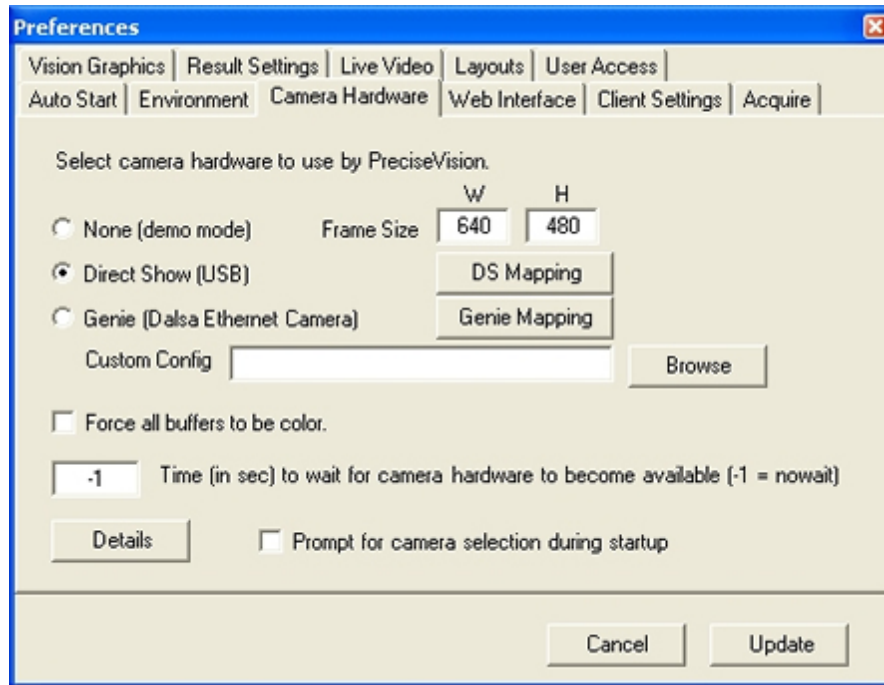 Preferences
Vision Graphics Result Settings Live Video Layouts User Access
Auto Start Environment Camera Hardware Web Interface Client Settings Acquire
Select camera hardware to use by PreciseVision.
W H
None (demo mode) Frame Size 640 480
Direct Show (USB) DS Mapping
Genie (Dalsa Ethernet Camera) Genie Mapping
Custom Config Browse
Force all buffers to be color.
-1 Time (in sec) to wait for camera hardware to become available (-1 = nowait)
Details Prompt for camera selection during startup
Cancel Update